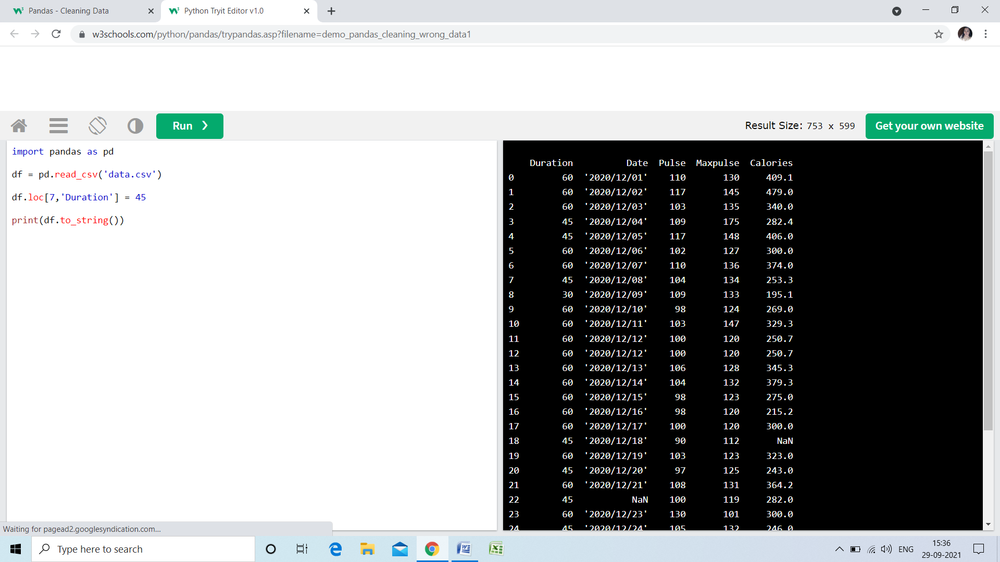 Pandas - Cleaning Data
Python Tryit Editor v1.0
w3schools.com/python/pandas/trypandas.asp?filename=demo_pandas_cleaning_wrong_data1
Run ❯
Result Size: 753 x 599
Get your own website
import pandas as pd
df = pd.read_csv('data.csv')
df.loc[7,'Duration'] = 45
print(df.to_string())
Duration Date Pulse Maxpulse Calories
0 60 '2020/12/01' 110 130 409.1
1 60 '2020/12/02' 117 145 479.0
2 60 '2020/12/03' 103 135 340.0
3 45 '2020/12/04' 109 175 282.4
4 45 '2020/12/05' 117 148 406.0
5 60 '2020/12/06' 102 127 300.0
6 60 '2020/12/07' 110 136 374.0
7 45 '2020/12/08' 104 134 253.3
8 30 '2020/12/09' 109 133 195.1
9 60 '2020/12/10' 98 124 269.0
10 60 '2020/12/11' 103 147 329.3
11 60 '2020/12/12' 100 120 250.7
12 60 '2020/12/12' 100 120 250.7
13 60 '2020/12/13' 106 128 345.3
14 60 '2020/12/14' 104 132 379.3
15 60 '2020/12/15' 98 123 275.0
16 60 '2020/12/16' 98 120 215.2
17 60 '2020/12/17' 100 120 300.0
18 45 '2020/12/18' 90 112 NaN
19 60 '2020/12/19' 103 123 323.0
20 45 '2020/12/20' 97 125 243.0
21 60 '2020/12/21' 108 131 364.2
22 45 NaN 100 119 282.0
23 60 '2020/12/23' 130 101 300.0
24 45 '2020/12/24' 105 132 246.0
Waiting for pagead2.googlesyndication.com...
Type here to search
ENG
15:36
29-09-2021